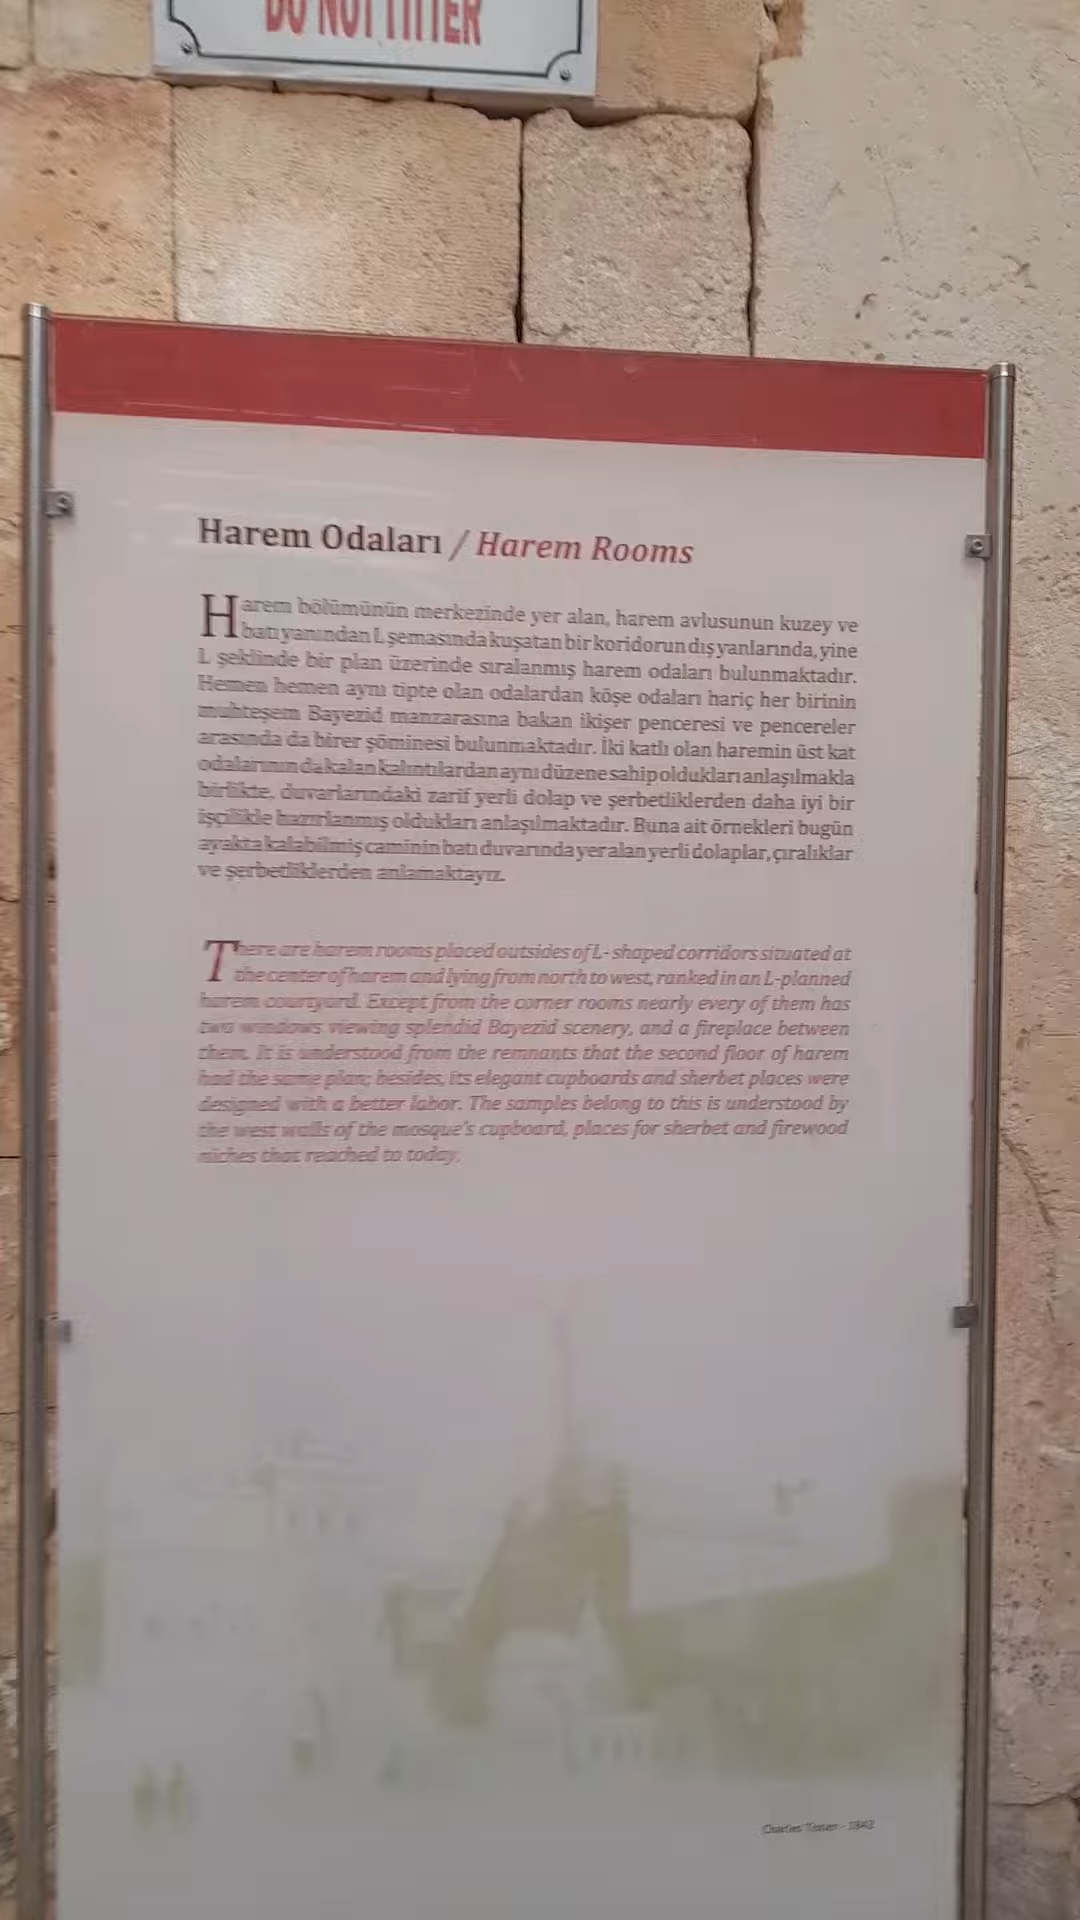 DO NOT LITTER
Harem Odaları / Harem Rooms
Harem bölümünün merkezinde yer alan, harem avlusunun kuzey ve
batı yanından L şemasında kuşatan bir koridorun dış yanlarında, yine
L şeklinde bir plan üzerinde sıralanmış harem odaları bulunmaktadır.
Hemen hemen aynı tipte olan odalardan köşe odaları hariç her birinin
muhteşem Bayezid manzarasına bakan ikişer penceresi ve pencereler
arasında da birer şöminesi bulunmaktadır. İki katlı olan haremin üst kat
odalarının da kalan kalıntılardan aynı düzene sahip oldukları anlaşılmakla
birlikte, duvarlarındaki zarif yerli dolap ve şerbetliklerden daha iyi bir
işçilikle hazırlanmış oldukları anlaşılmaktadır. Buna ait örnekleri bugün
ayakta kalabilmiş caminin batı duvarında yer alan yerli dolaplar, çıralıklar
ve şerbetliklerden anlamaktayız.
There are harem rooms placed outsides of L- shaped corridors situated at
the center of harem and lying from north to west, ranked in an L-planned
harem courtyard. Except from the corner rooms nearly every of them has
two windows viewing splendid Bayezid scenery, and a fireplace between
them. It is understood from the remnants that the second floor of harem
had the same plan; besides, its elegant cupboards and sherbet places were
designed with a better labor. The samples belong to this is understood by
the west walls of the mosque's cupboard, places for sherbet and firewood
niches that reached to today.
Charles - 1842